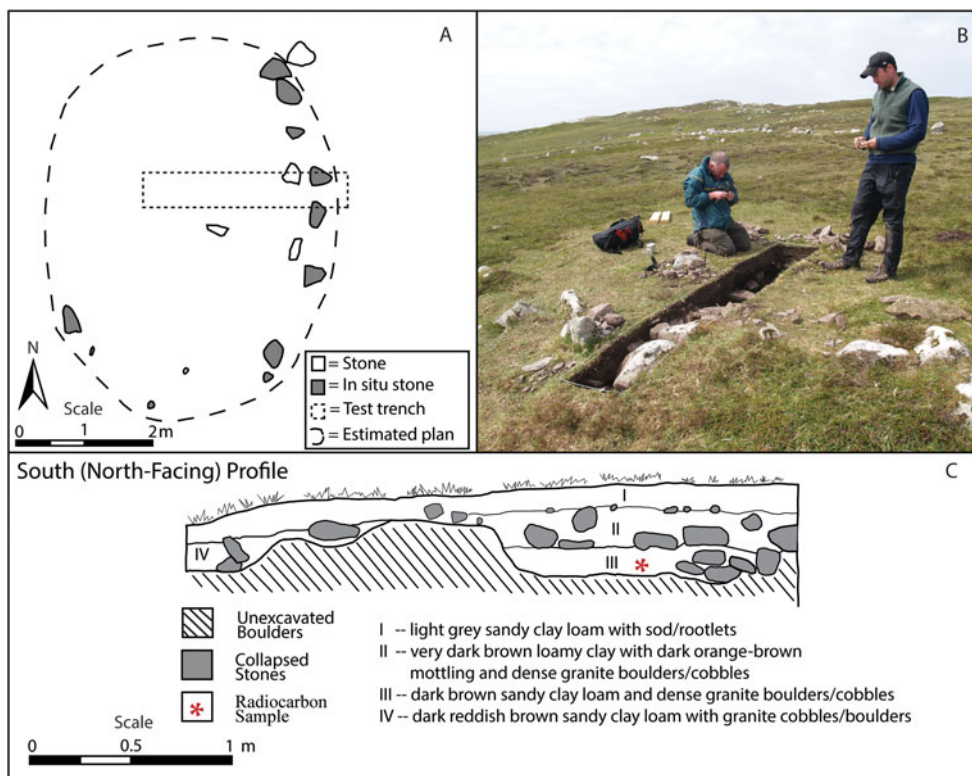 A
= Stone
= In situ stone
= Test trench
= Estimated plan
N
Scale
0 1 2 m
B
South (North-Facing) Profile
C
I
II
IV
III
*
Unexcavated
Boulders
Collapsed
Stones
* Radiocarbon
Sample
I -- light grey sandy clay loam with sod/rootlets
II -- very dark brown loamy clay with dark orange-brown
mottling and dense granite boulders/cobbles
III -- dark brown sandy clay loam and dense granite boulders/cobbles
IV -- dark reddish brown sandy clay loam with granite cobbles/boulders
Scale
0 0.5 1 m